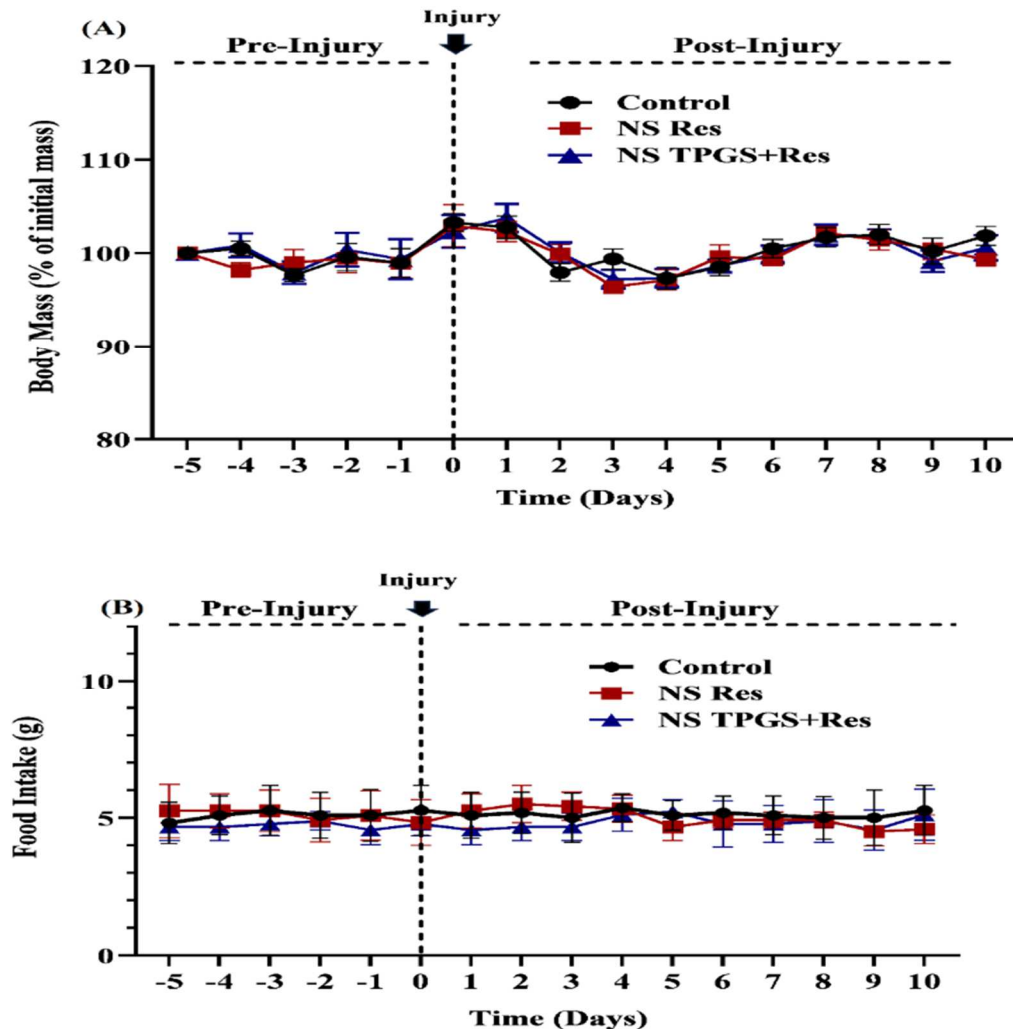 (A)
Injury
Pre-Injury
Post-Injury
120
110
100
90
80
Body Mass (% of initial mass)
Control
NS Res
NS TPGS+Res
-5 -4 -3 -2 -1 0 1 2 3 4 5 6 7 8 9 10
Time (Days)
Injury
(B)
Pre-Injury
Post-Injury
10
5
0
Food Intake (g)
Control
NS Res
NS TPGS+Res
-5 -4 -3 -2 -1 0 1 2 3 4 5 6 7 8 9 10
Time (Days)